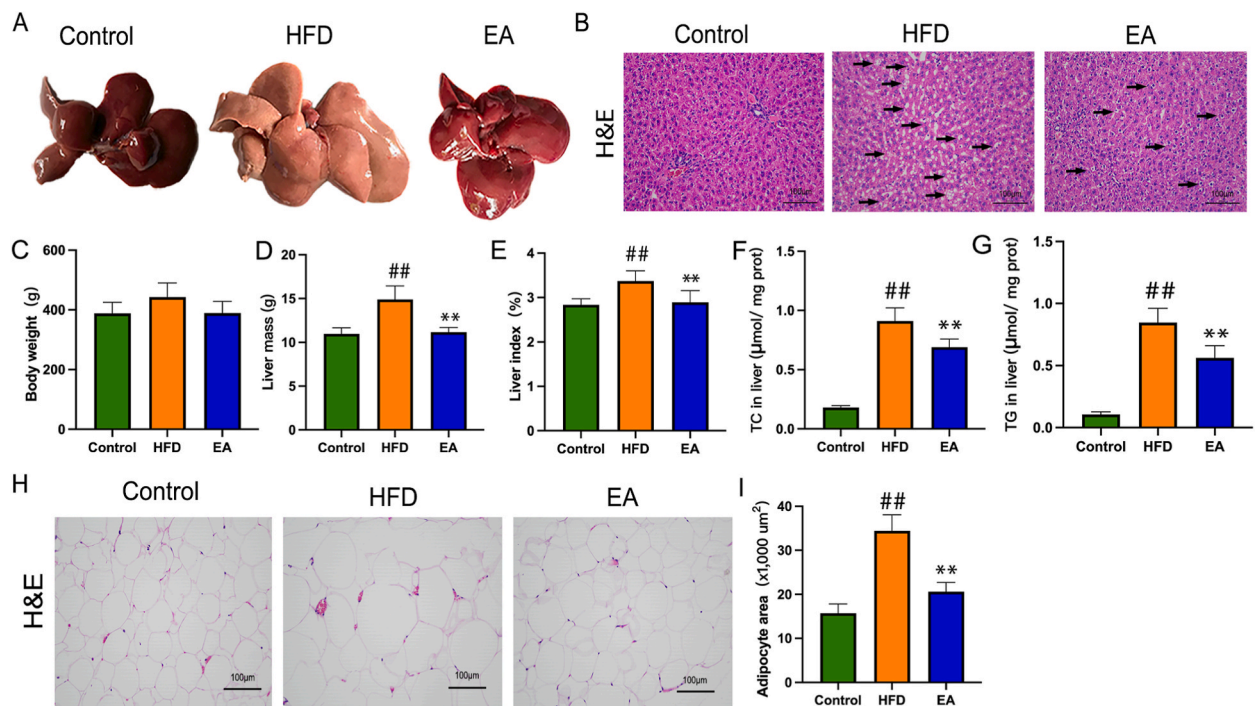 A
Control
HFD
EA
B
Control
HFD
EA
H&E
100μm
100μm
100μm
C
Body weight (g)
600
400
200
0
Control
HFD
EA
D
Liver mass (g)
20
15
10
5
0
##
**
Control
HFD
EA
E
Liver index (%)
4
3
2
1
0
##
**
Control
HFD
EA
F
TC in liver (μmol/ mg prot)
1.5
1.0
0.5
0.0
##
**
Control
HFD
EA
G
TG in liver (μmol/ mg prot)
1.5
1.0
0.5
0.0
##
**
Control
HFD
EA
H
Control
HFD
EA
H&E
100μm
100μm
100μm
I
Adipocyte area (x1,000 um²)
40
30
20
10
0
##
**
Control
HFD
EA